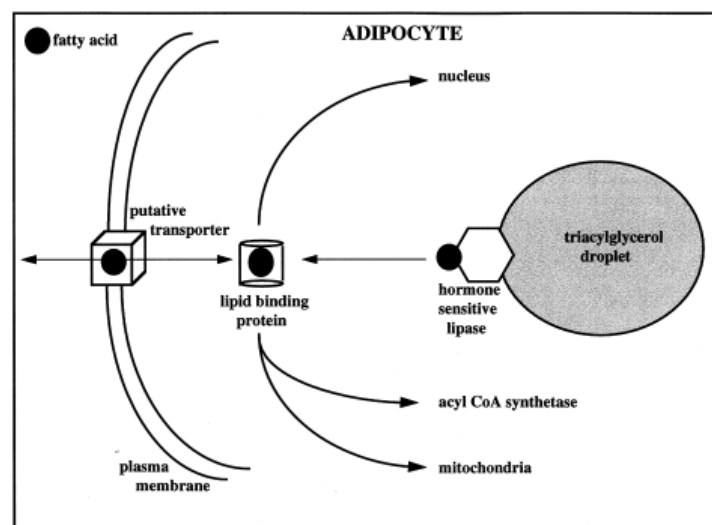 ADIPOCYTE
fatty acid
nucleus
putative
transporter
triacylglycerol
droplet
lipid binding
protein
hormone
sensitive
lipase
acyl CoA synthetase
plasma
membrane
mitochondria